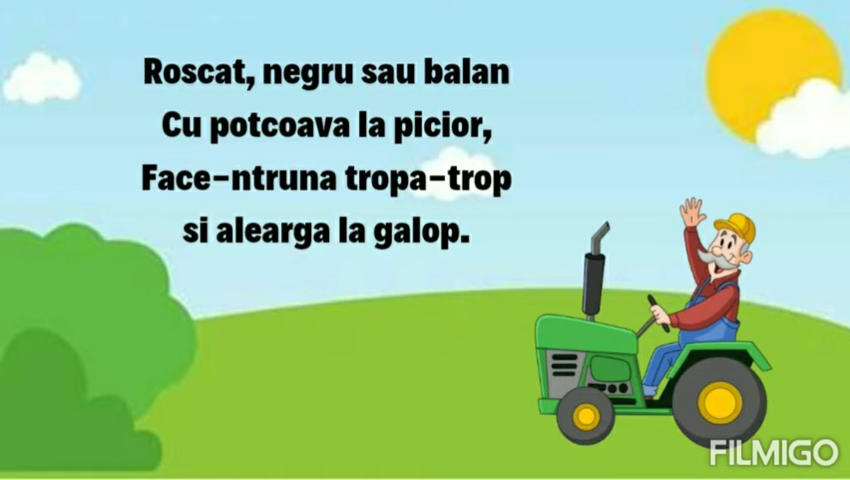 Roscat, negru sau balan
Cu potcoava la picior,
Face-ntruna tropa-trop
si alearga la galop.
FILMIGO